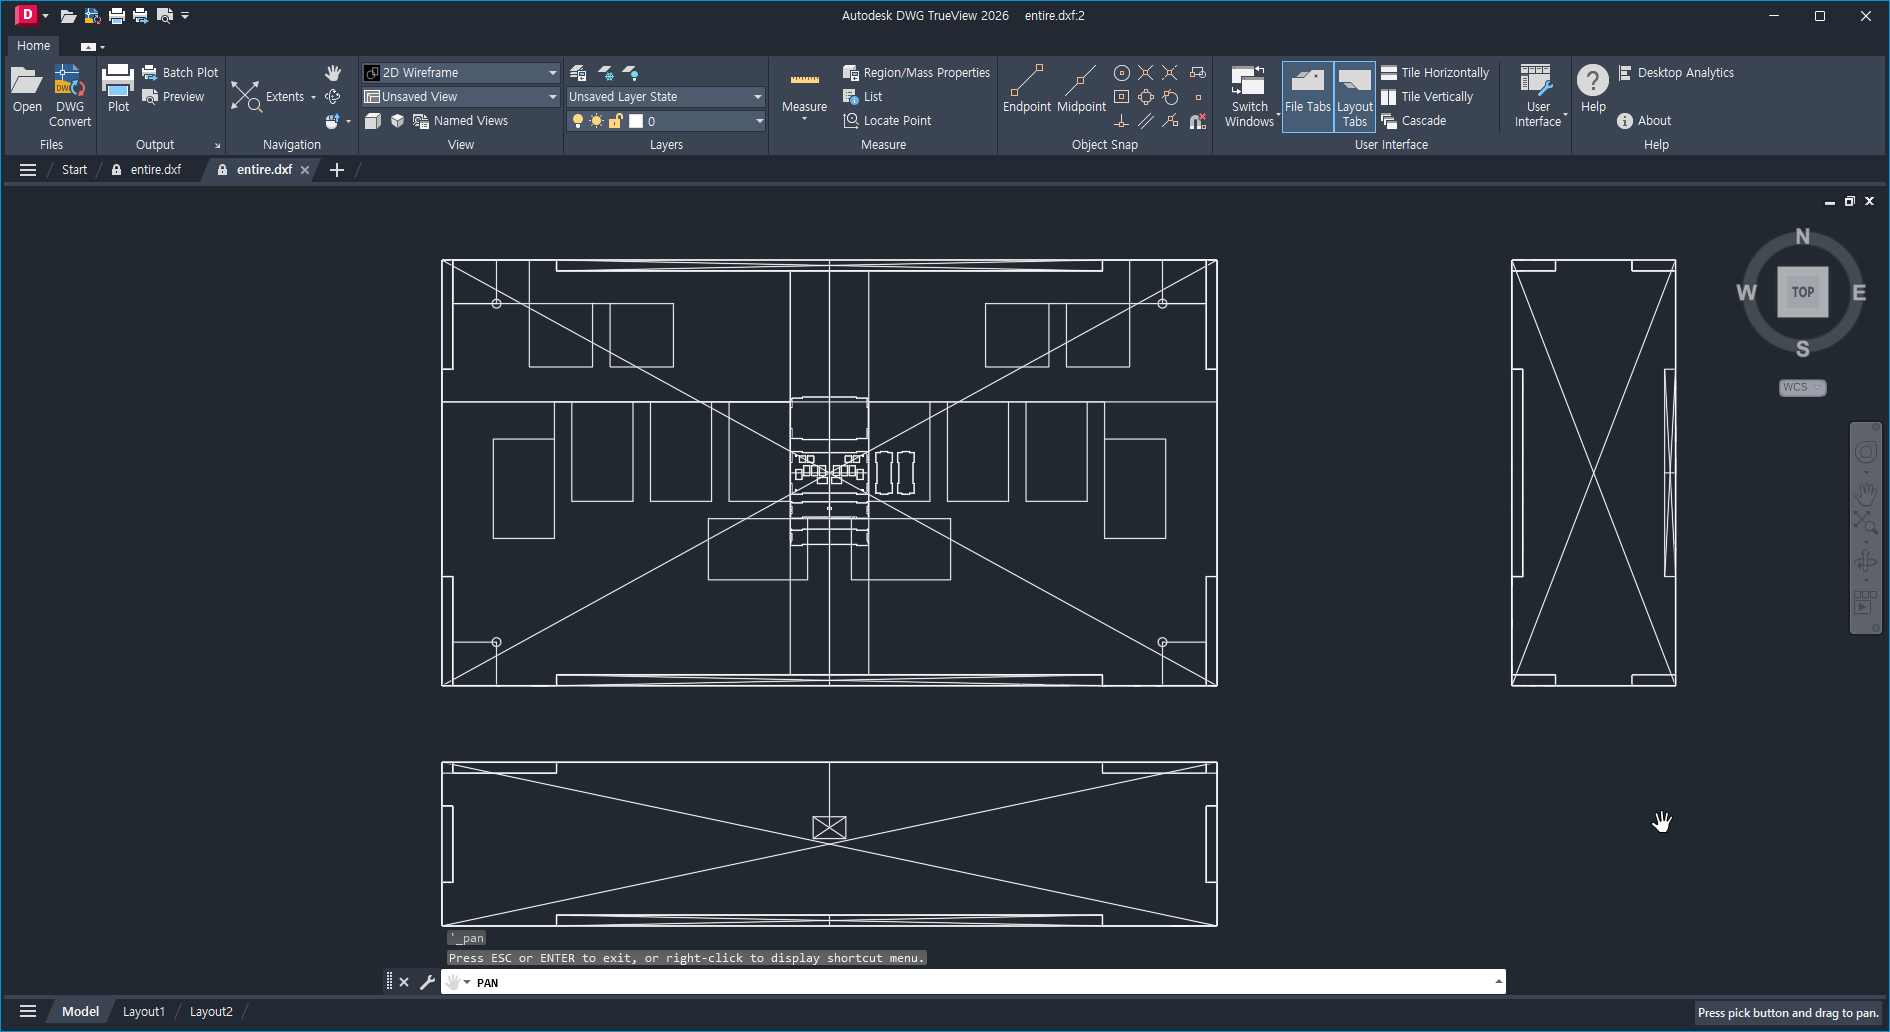 D
Autodesk DWG TrueView 2026 entire.dxf:2
Home
Open
DWG
Convert
Files
Plot
Batch Plot
Preview
Output
Extents
Navigation
2D Wireframe
Unsaved View
Named Views
View
Unsaved Layer State
0
Layers
Measure
Region/Mass Properties
List
Locate Point
Measure
Endpoint
Midpoint
Object Snap
Switch
Windows
File Tabs
Layout
Tabs
Tile Horizontally
Tile Vertically
Cascade
User
Interface
User Interface
Help
Desktop Analytics
About
Help
Start
entire.dxf
entire.dxf
N
W
TOP
E
S
WCS
'_pan
Press ESC or ENTER to exit, or right-click to display shortcut menu.
PAN
Model
Layout1
Layout2
Press pick button and drag to pan.